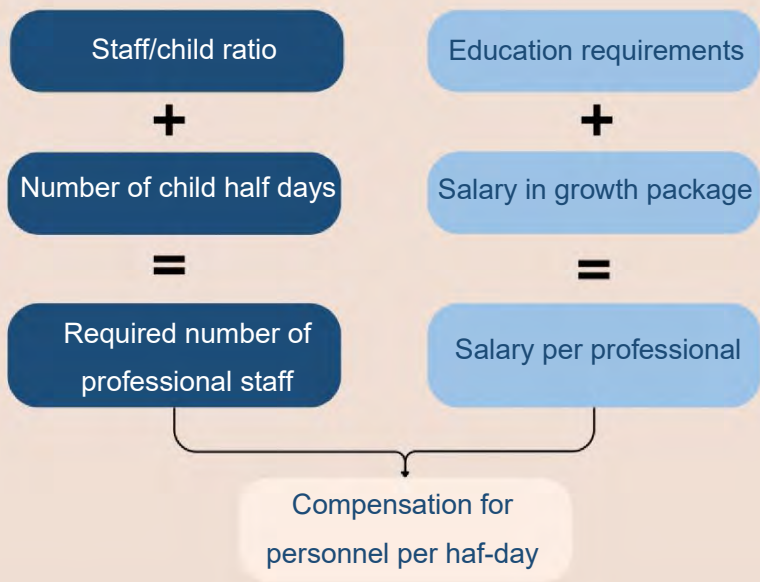 Staff/child ratio
+
Number of child half days
=
Required number of
professional staff
Education requirements
+
Salary in growth package
=
Salary per professional
Compensation for
personnel per haf-day